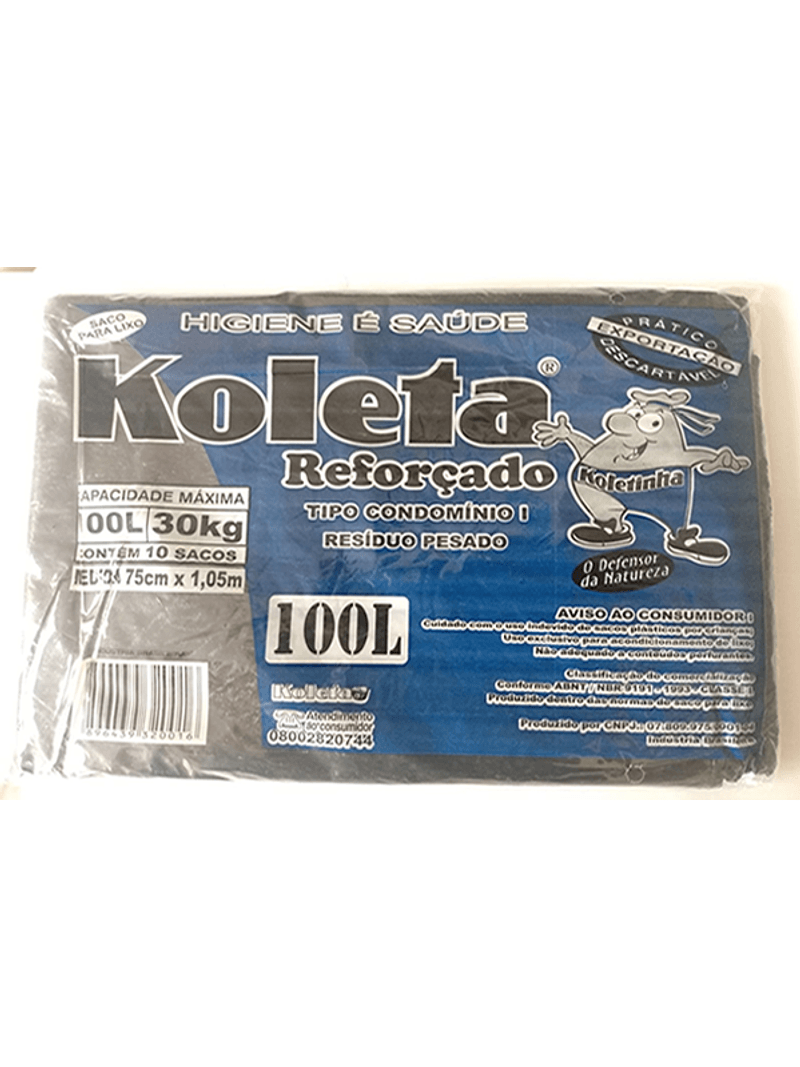 SACO
PARA LIXO
HIGIENE É SAÚDE
PRÁTICO
EXPORTAÇÃO
DESCARTÁVEL
Koleta®
Reforçado
Koletinha
TIPO CONDOMÍNIO I
RESÍDUO PESADO
O Defensor
da Natureza
CAPACIDADE MÁXIMA
100L 30kg
CONTÉM 10 SACOS
75cm x 1,05m
100L
AVISO AO CONSUMIDOR!
Cuidado com o uso indevido de sacos plásticos por crianças;
Uso exclusivo para acondicionamento de lixo;
Não adequado a conteúdos perfurantes.
Classificação de comercialização
Conforme ABNT / NBR 9191 - 1993 - CLASSE I
Produzido dentro das normas de saco para lixo
Produzido por CNPJ.:
Indústria Brasileira
Koleta
Atendimento
ao consumidor
08002820744
896439320016